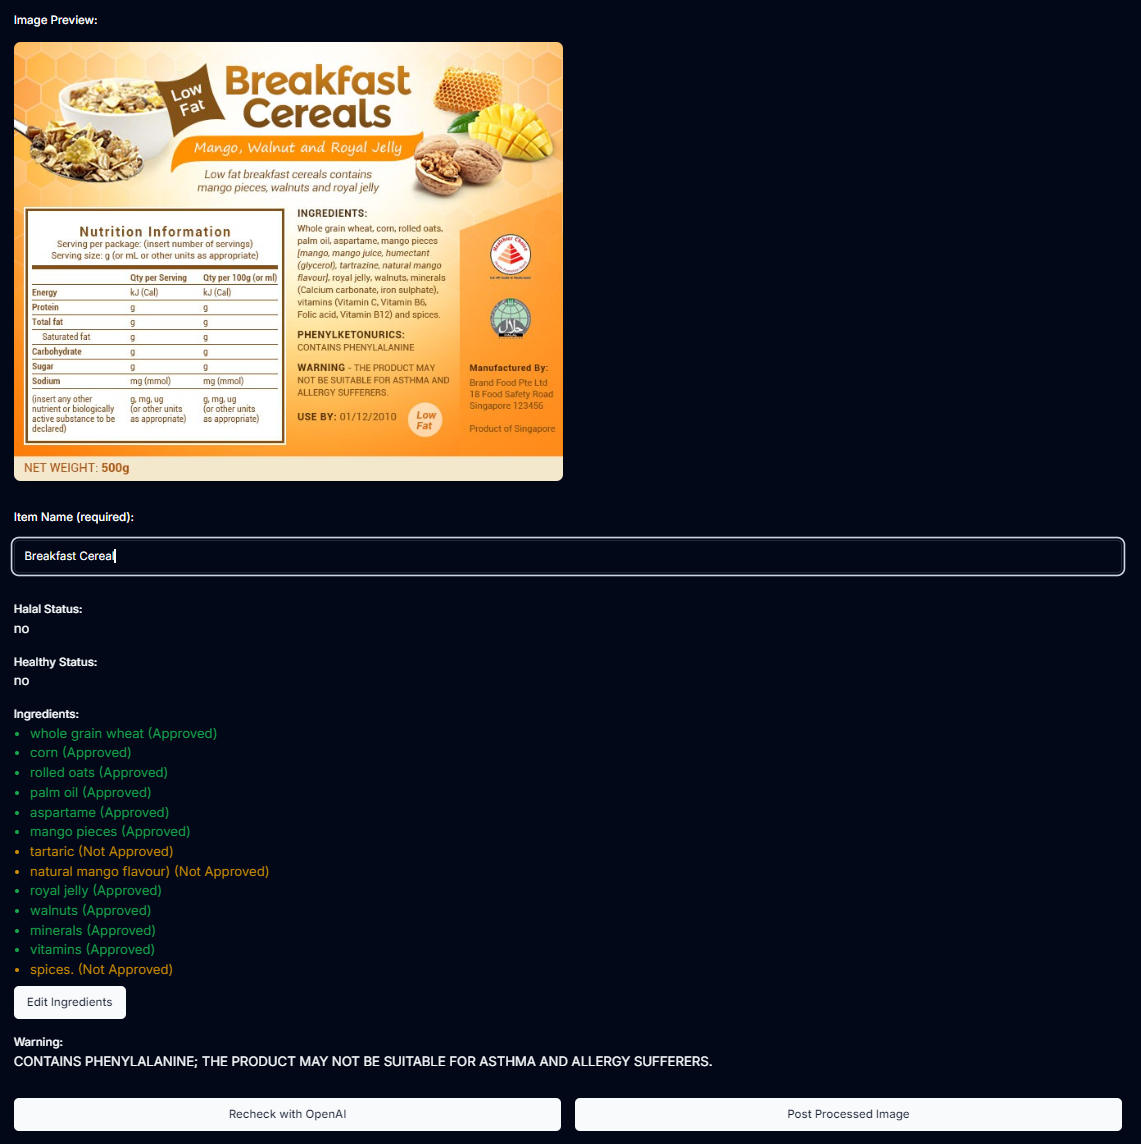 Image Preview:
Low
Fat
Breakfast
Cereals
Mango, Walnut and Royal Jelly
Low fat breakfast cereals contains
mango pieces, walnuts and royal jelly
Nutrition Information
Serving per package: (insert number of servings)
Serving size: g (or mL or other units as appropriate)
Qty per Serving Qty per 100g (or ml)
Energy kJ (Cal) kJ (Cal)
Protein g g
Total fat g g
Saturated fat g g
Carbohydrate g g
Sugar g g
Sodium mg (mmol) mg (mmol)
(insert any other g, mg, ug g, mg, ug
nutrient or biologically (or other units (or other units
active substance to be as appropriate) as appropriate)
declared)
INGREDIENTS:
Whole grain wheat, corn, rolled oats,
palm oil, aspartame, mango pieces
[mango, mango juice, humectant
(glycerol), tartrazine, natural mango
flavour], royal jelly, walnuts, minerals
(Calcium carbonate, iron sulphate),
vitamins (Vitamin C, Vitamin B6,
Folic acid, Vitamin B12) and spices.
PHENYLKETONURICS:
CONTAINS PHENYLALANINE
WARNING - THE PRODUCT MAY
NOT BE SUITABLE FOR ASTHMA AND
ALLERGY SUFFERERS.
USE BY: 01/12/2010
Low
Fat
Healthier Choice
حلال
Manufactured By:
Brand Food Pte Ltd
18 Food Safety Road
Singapore 123456
Product of Singapore
NET WEIGHT: 500g
Item Name (required):
Breakfast Cereal
Halal Status:
no
Healthy Status:
no
Ingredients:
whole grain wheat (Approved)
corn (Approved)
rolled oats (Approved)
palm oil (Approved)
aspartame (Approved)
mango pieces (Approved)
tartaric (Not Approved)
natural mango flavour) (Not Approved)
royal jelly (Approved)
walnuts (Approved)
minerals (Approved)
vitamins (Approved)
spices. (Not Approved)
Edit Ingredients
Warning:
CONTAINS PHENYLALANINE; THE PRODUCT MAY NOT BE SUITABLE FOR ASTHMA AND ALLERGY SUFFERERS.
Recheck with OpenAI
Post Processed Image